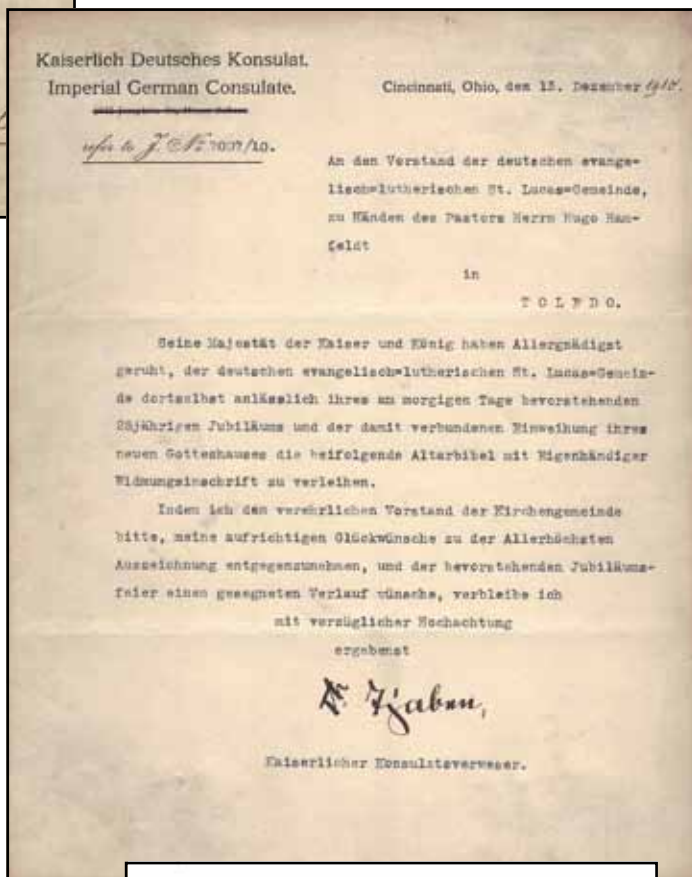 Kaiserlich Deutsches Konsulat.
Imperial German Consulate.
Cincinnati, Ohio, den 13. Dezember 1910.
refer to J. No
/10.
An den Vorstand der deutschen evange-
lisch=lutherischen St. Lucas=Gemeinde,
zu Händen des Pastors Herrn Hugo Ham-
feldt
in
TOLEDO.
Seine Majestät der Kaiser und König haben Allergnädigst
geruht, der deutschen evangelisch=lutherischen St. Lucas=Gemein-
de dortselbst anlässlich ihres am morgigen Tage bevorstehenden
25jährigen Jubiläums und der damit verbundenen Einweihung ihres
neuen Gotteshauses die beifolgende Altarbibel mit Eigenhändiger
Widmungsinschrift zu verleihen.
Indem ich den verehrlichen Vorstand der Kirchengemeinde
bitte, meine aufrichtigen Glückwünsche zu der Allerhöchsten
Auszeichnung entgegenzunehmen, und der bevorstehenden Jubiläums-
feier einen gesegneten Verlauf wünsche, verbleibe ich
mit vorzüglicher Hochachtung
ergebenst
Kaiserlicher Konsulatsverweser.